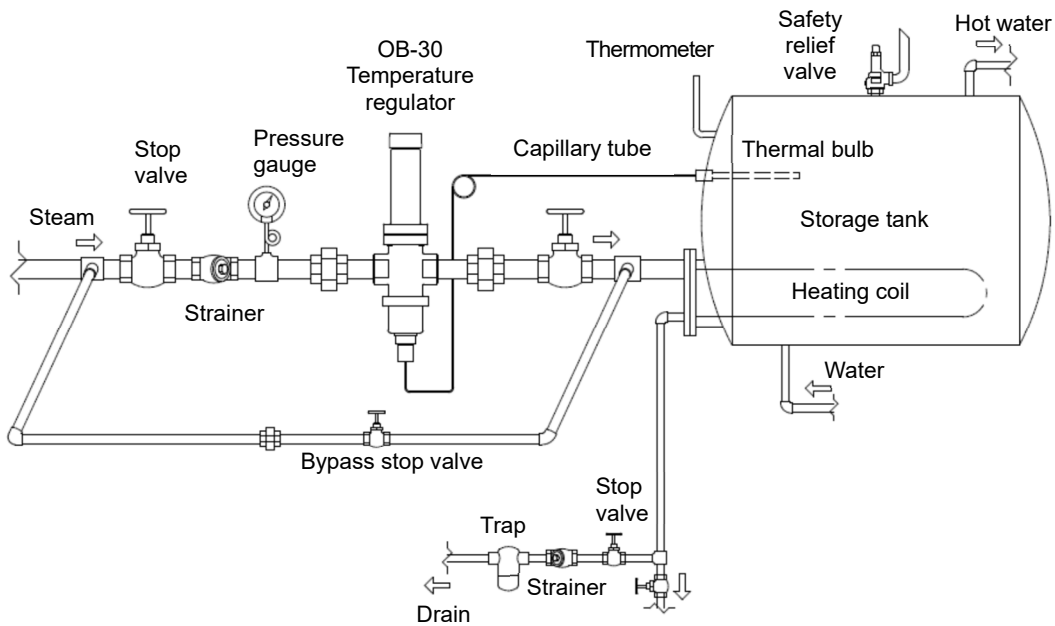 Safety
relief
valve
Hot water
OB-30
Temperature
regulator
Thermometer
Pressure
gauge
Stop
valve
Capillary tube
Thermal bulb
Steam
Storage tank
Strainer
Heating coil
Water
Bypass stop valve
Stop
valve
Trap
Strainer
Drain